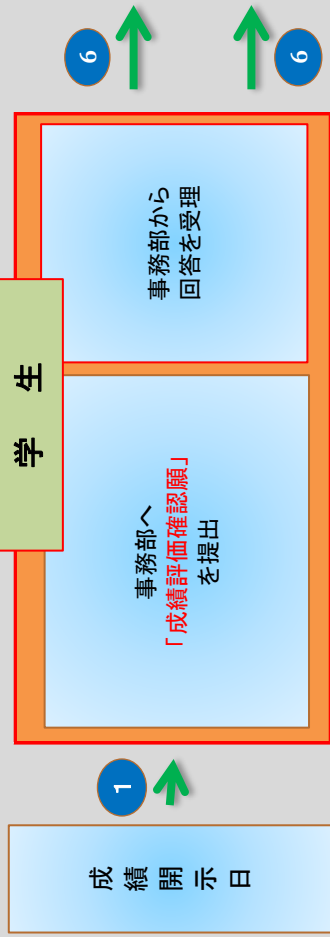 学 生
成績開示日
1
事務部へ
「成績評価確認願」
を提出
事務部から
回答を受理
6
6